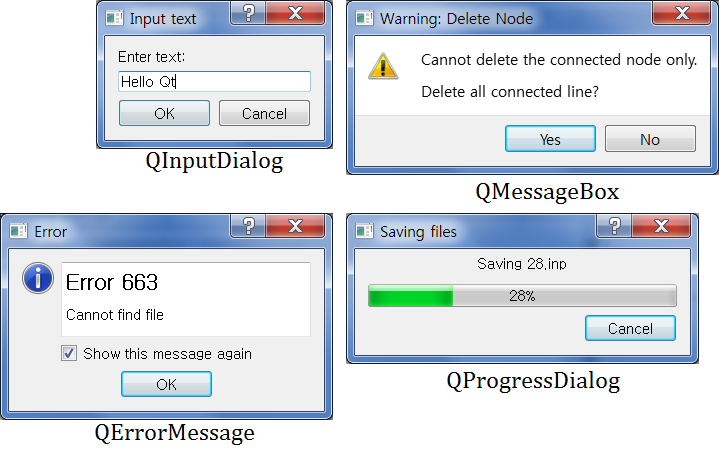 Input text
Enter text:
Hello Qt
OK Cancel
QInputDialog
Warning: Delete Node
Cannot delete the connected node only.
Delete all connected line?
Yes No
QMessageBox
Error
Error 663
Cannot find file
Show this message again
OK
QErrorMessage
Saving files
Saving 28.inp
28%
Cancel
QProgressDialog